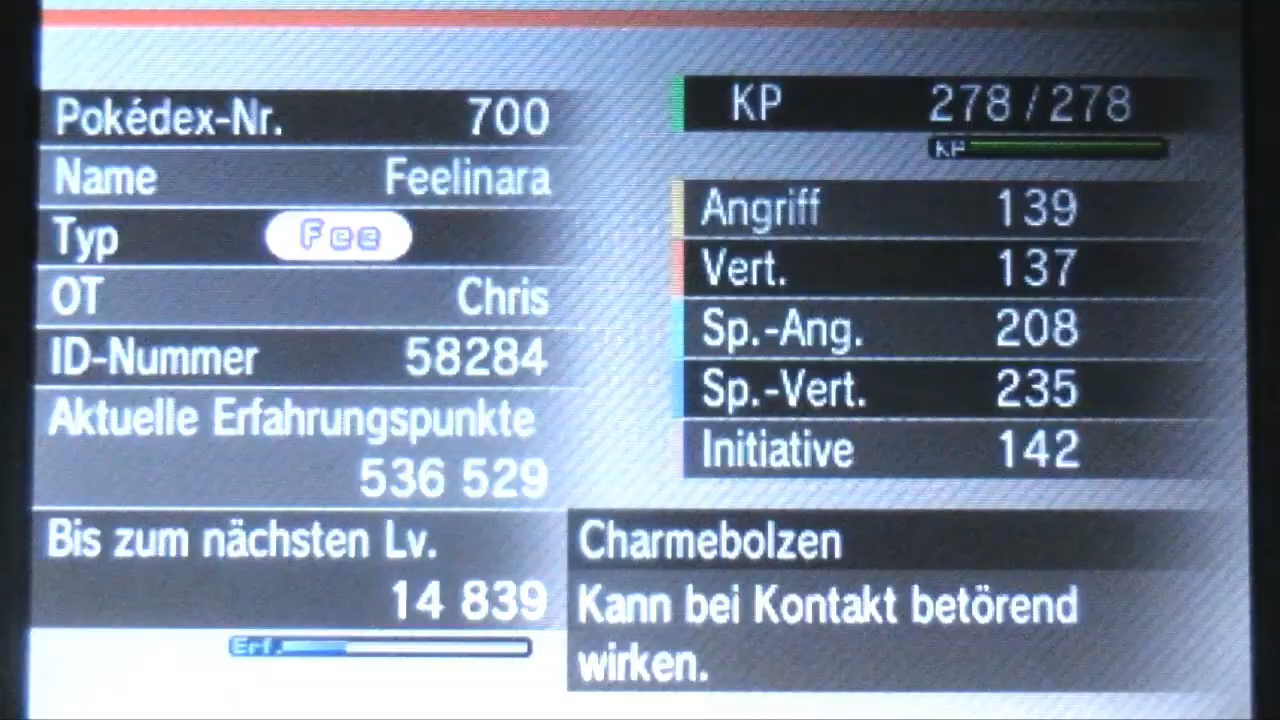 Pokédex-Nr. 700
Name Feelinara
Typ Fee
OT Chris
ID-Nummer 58284
Aktuelle Erfahrungspunkte
536 529
Bis zum nächsten Lv.
14 839
Erf.
KP 278/278
KP
Angriff 139
Vert. 137
Sp.-Ang. 208
Sp.-Vert. 235
Initiative 142
Charmebolzen
Kann bei Kontakt betörend
wirken.